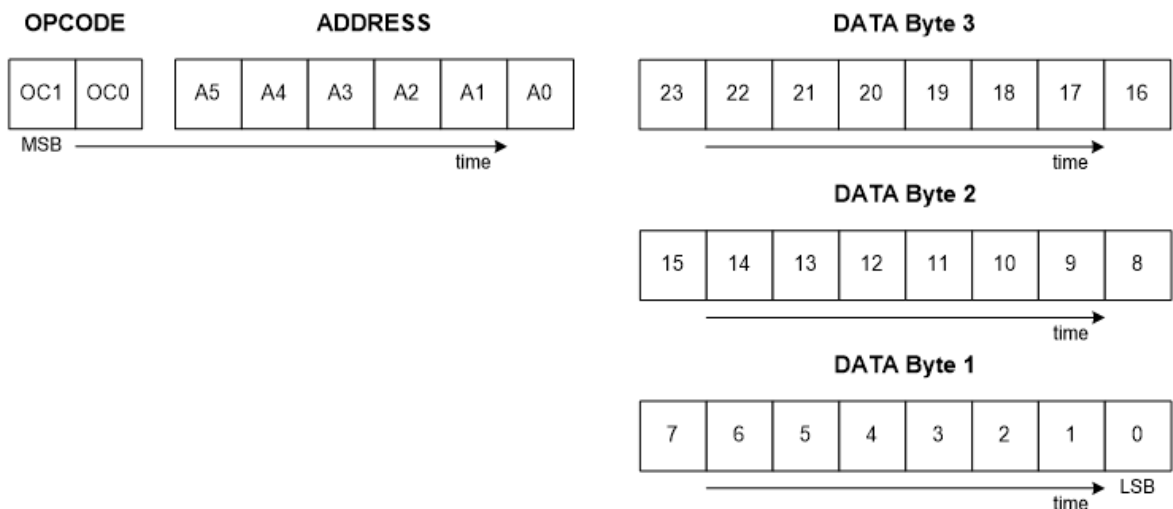 OPCODE ADDRESS DATA Byte 3
OC1 OC0 A5 A4 A3 A2 A1 A0 23 22 21 20 19 18 17 16
MSB time time
DATA Byte 2
15 14 13 12 11 10 9 8
time
DATA Byte 1
7 6 5 4 3 2 1 0
time LSB